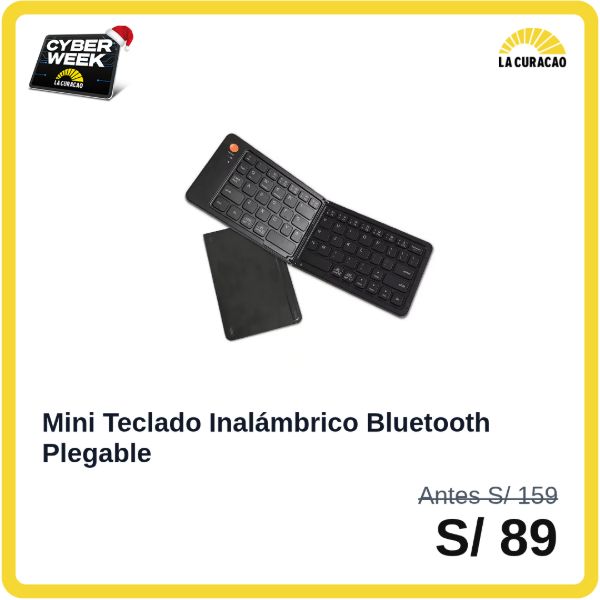 CYBER
WEEK
LA CURACAO
LA CURACAO
Mini Teclado Inalámbrico Bluetooth
Plegable
Antes S/ 159
S/ 89